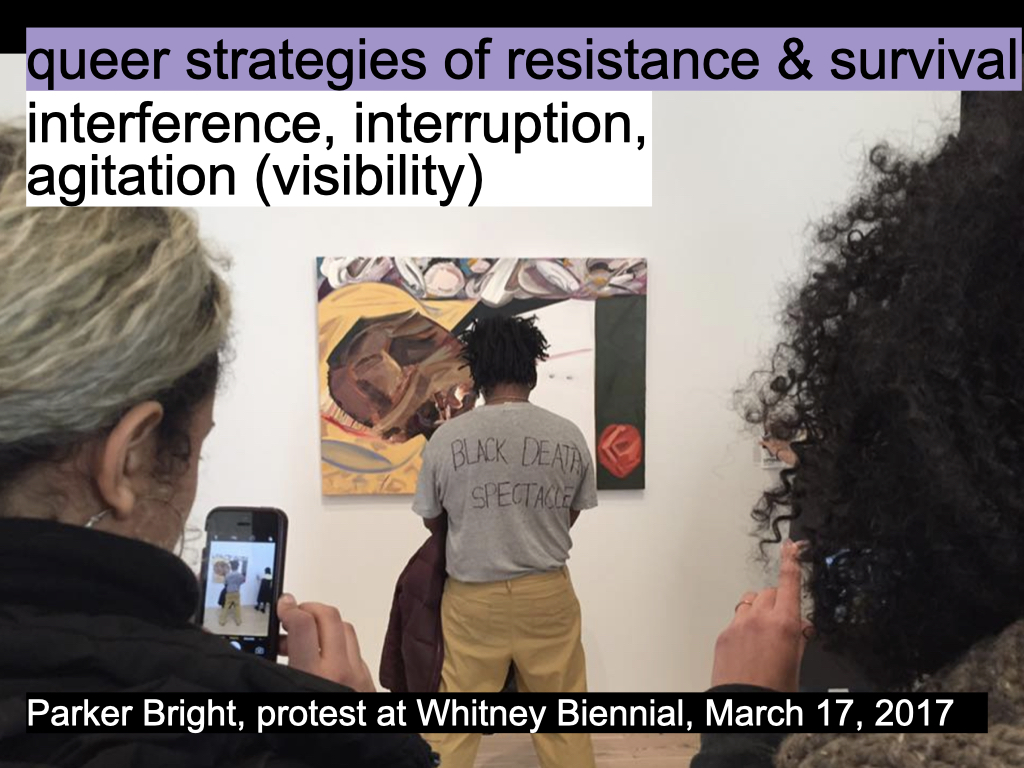 queer strategies of resistance & survival
interference, interruption,
agitation (visibility)
BLACK DEATH
SPECTACLE
Parker Bright, protest at Whitney Biennial, March 17, 2017